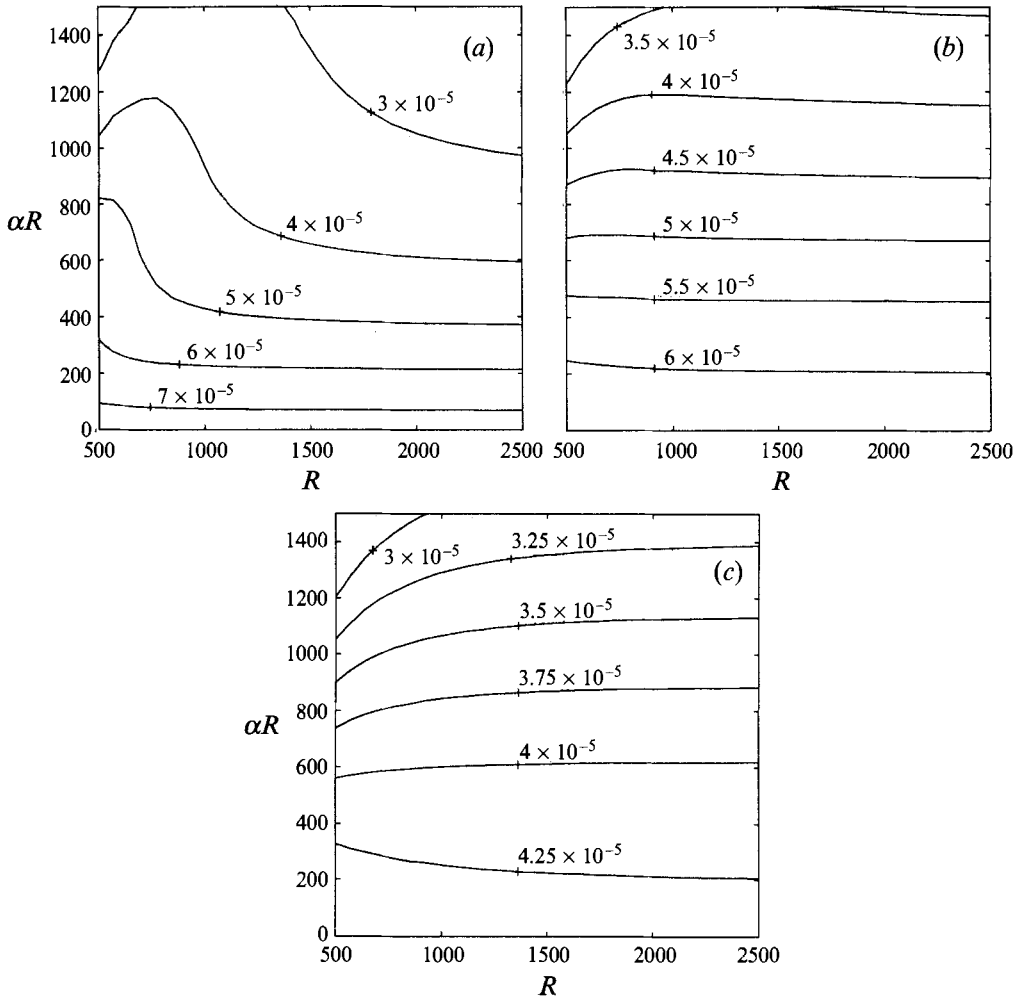 (a)
1400
1200
1000
αR 800
600
400
200
0
3 × 10⁻⁵
4 × 10⁻⁵
5 × 10⁻⁵
6 × 10⁻⁵
7 × 10⁻⁵
500 1000 1500 2000 2500
R
(b)
3.5 × 10⁻⁵
4 × 10⁻⁵
4.5 × 10⁻⁵
5 × 10⁻⁵
5.5 × 10⁻⁵
6 × 10⁻⁵
500 1000 1500 2000 2500
R
(c)
1400
1200
1000
800
αR
600
400
200
0
3 × 10⁻⁵
3.25 × 10⁻⁵
3.5 × 10⁻⁵
3.75 × 10⁻⁵
4 × 10⁻⁵
4.25 × 10⁻⁵
500 1000 1500 2000 2500
R